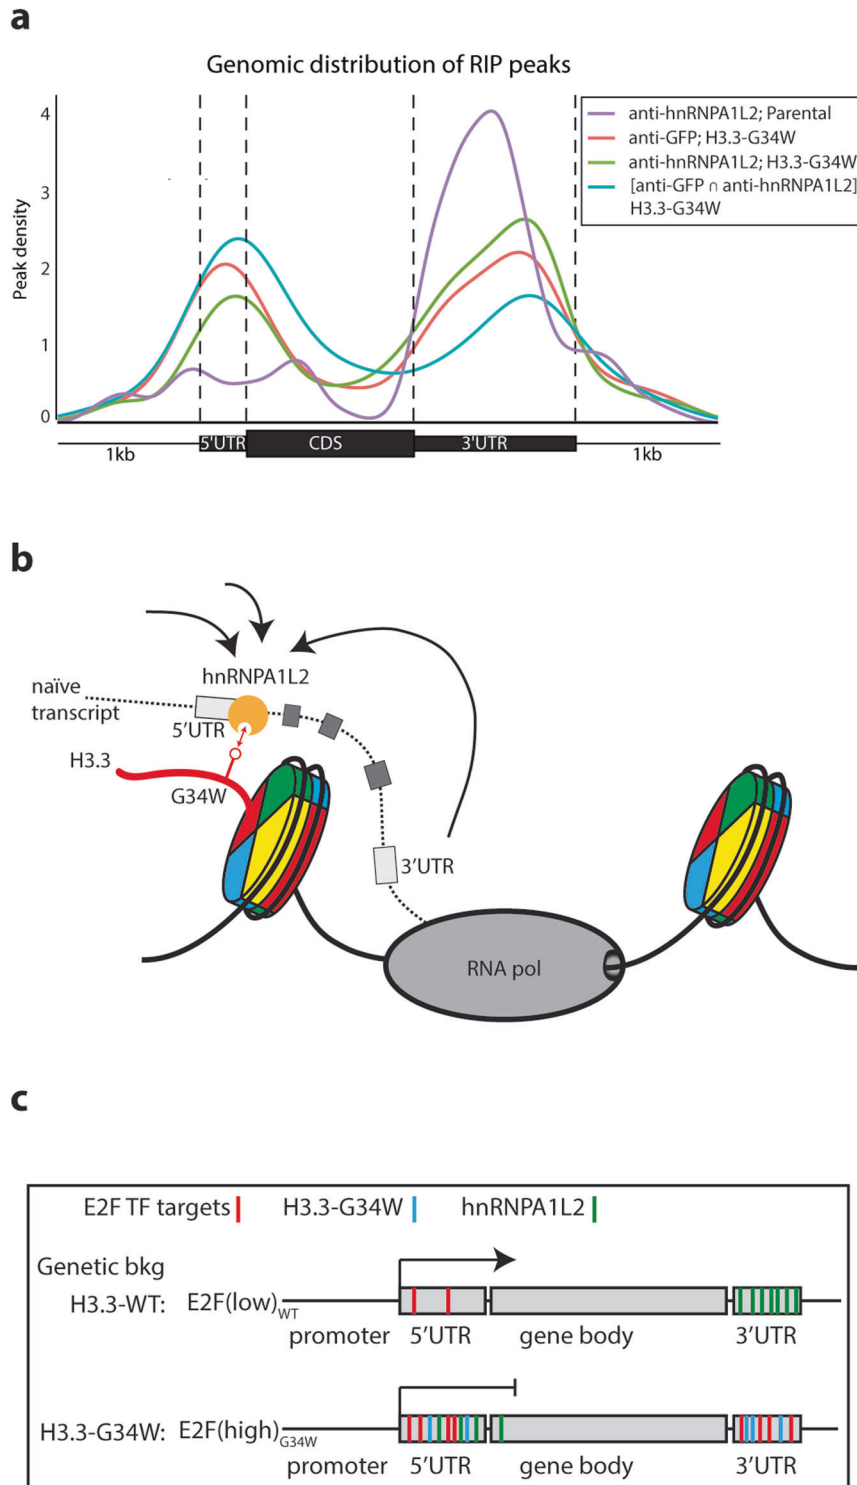 a
Genomic distribution of RIP peaks
anti-hnRNPA1L2; Parental
anti-GFP; H3.3-G34W
anti-hnRNPA1L2; H3.3-G34W
[anti-GFP ∩ anti-hnRNPA1L2]
H3.3-G34W
Peak density
4
3
2
1
0
1kb
5'UTR
CDS
3'UTR
1kb
b
hnRNPA1L2
naïve
transcript
5'UTR
H3.3
G34W
3'UTR
RNA pol
c
E2F TF targets H3.3-G34W hnRNPA1L2
Genetic bkg
H3.3-WT: E2F(low)WT
promoter 5'UTR gene body 3'UTR
H3.3-G34W: E2F(high)G34W
promoter 5'UTR gene body 3'UTR